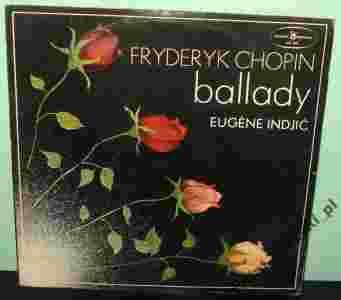 FRYDERYK CHOPIN
ballady
EUGÈNE INDJIĆ